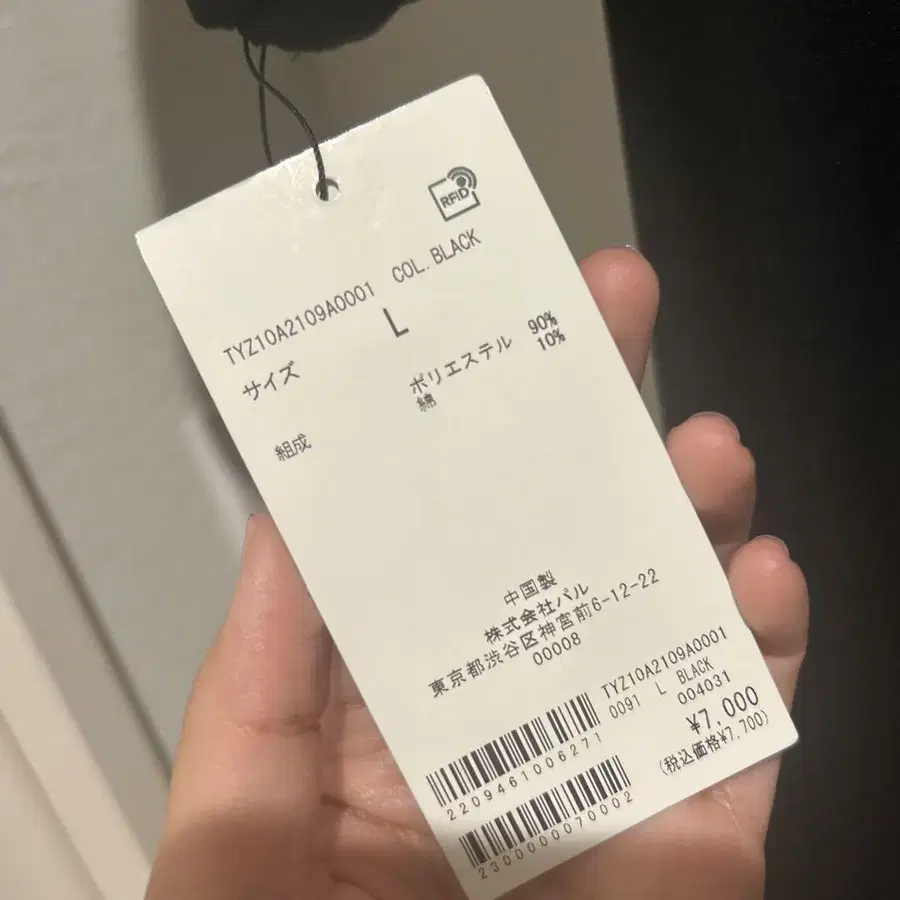 RFID
TYZ10A2109A0001 COL. BLACK
サイズ L
組成 ポリエステル 90%
綿 10%
中国製
株式会社パル
東京都渋谷区神宮前6-12-22
00008
TYZ10A2109A0001
0091 L BLACK
004031
2209461006271
¥7,000
(税込価格¥7,700)
2300000070002